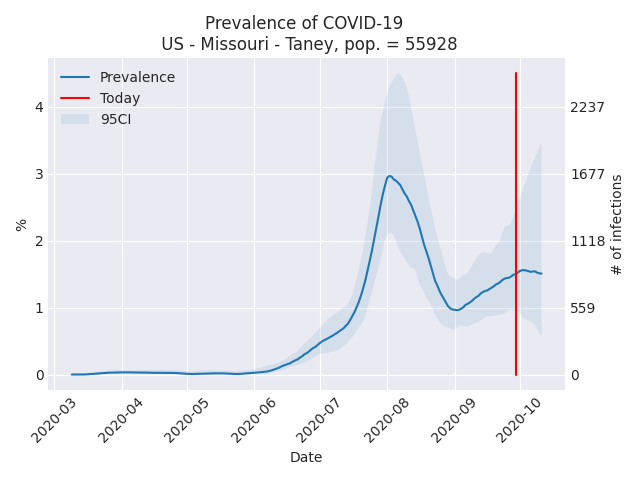 Prevalence of COVID-19
US - Missouri - Taney, pop. = 55928
Prevalence
Today
95CI
%
4
3
2
1
0
2237
1677
1118
559
0
# of infections
2020-03
2020-04
2020-05
2020-06
2020-07
2020-08
2020-09
2020-10
Date